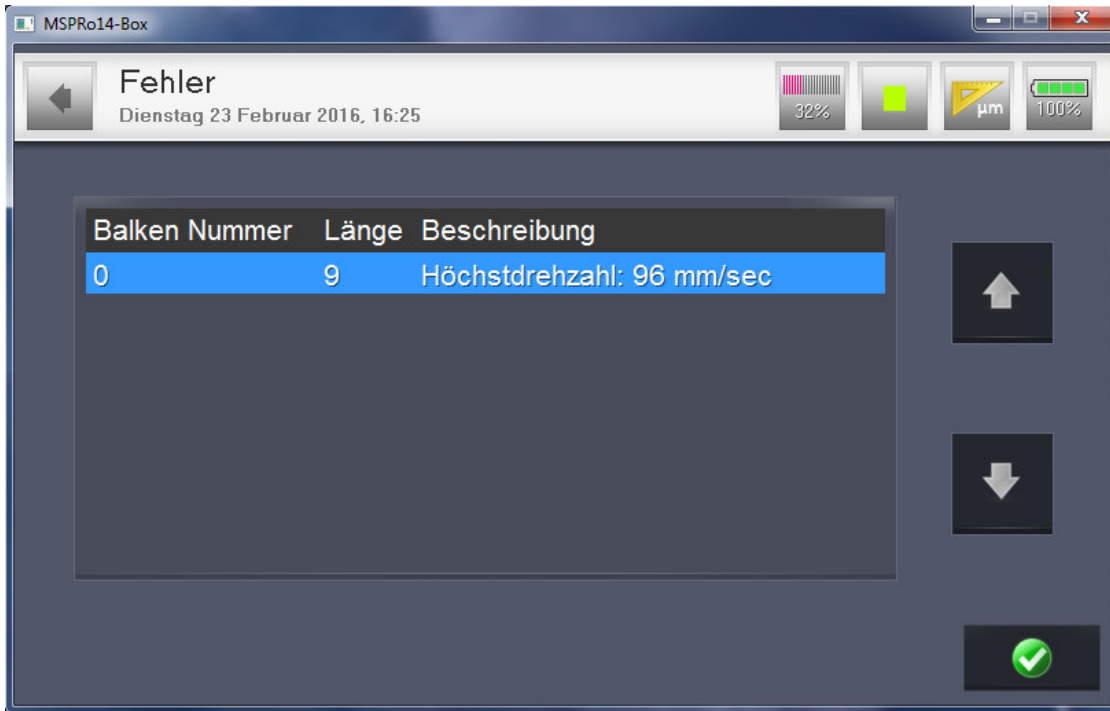 MSPRo14-Box
Fehler
Dienstag 23 Februar 2016, 16:25
32%
µm
100%
Balken Nummer Länge Beschreibung
0 9 Höchstdrehzahl: 96 mm/sec